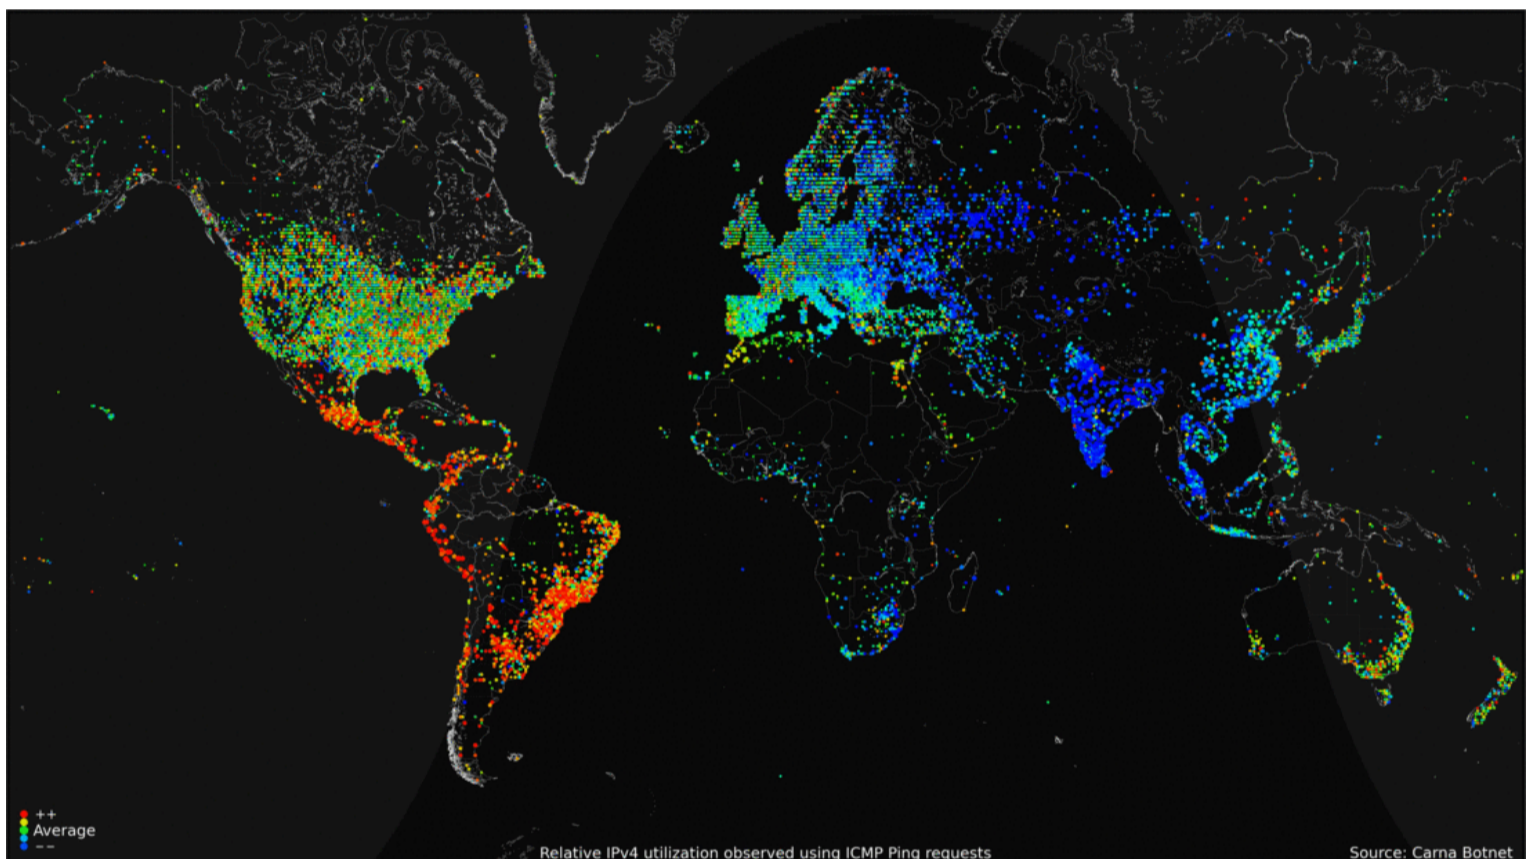 ++
Average
--
Relative IPv4 utilization observed using ICMP Ping requests
Source: Carna Botnet